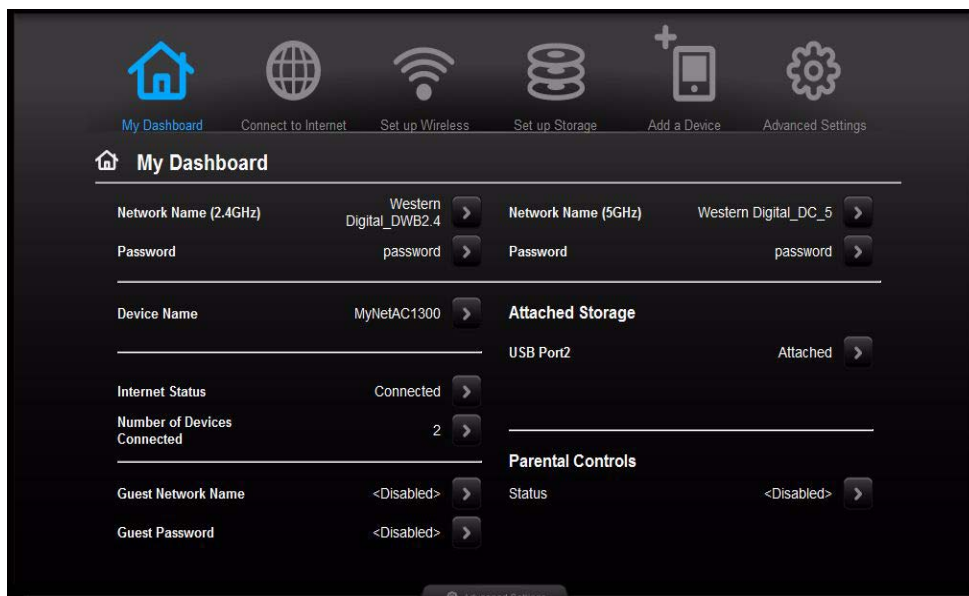 My Dashboard
Connect to Internet
Set up Wireless
Set up Storage
Add a Device
Advanced Settings
My Dashboard
Network Name (2.4GHz)
Western
Digital_DWB2.4
Network Name (5GHz)
Western Digital_DC_5
Password
password
Password
password
Device Name
MyNetAC1300
Attached Storage
USB Port2
Attached
Internet Status
Connected
Number of Devices
Connected
2
Parental Controls
Guest Network Name
<Disabled>
Status
<Disabled>
Guest Password
<Disabled>